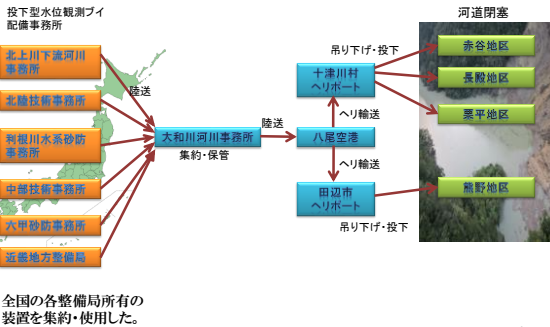 投下型水位観測ブイ
配備事務所
河道閉塞
北上川下流河川
事務所
北陸技術事務所
利根川水系砂防
事務所
中部技術事務所
六甲砂防事務所
近畿地方整備局
陸送
大和川河川事務所
集約・保管
陸送
八尾空港
ヘリ輸送
ヘリ輸送
十津川村
ヘリポート
田辺市
ヘリポート
吊り下げ・投下
吊り下げ・投下
赤谷地区
長殿地区
栗平地区
熊野地区
全国の各整備局所有の
装置を集約・使用した。